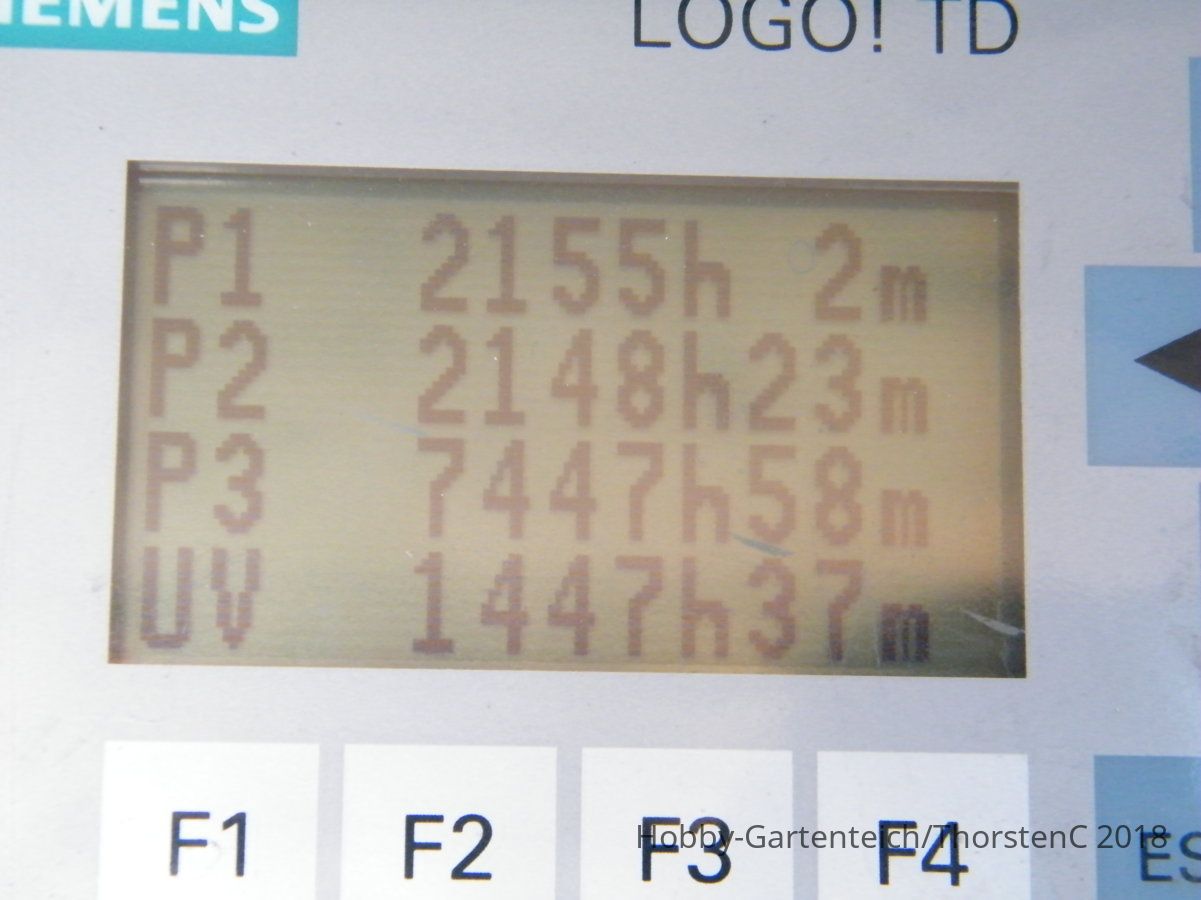 SIEMENS
LOGO! TD
P1 2155h 2m
P2 2148h23m
P3 7447h58m
UV 1447h37m
F1 F2 F3 F4 ES
Hobby-Gartenteich/ThorstenC 2018